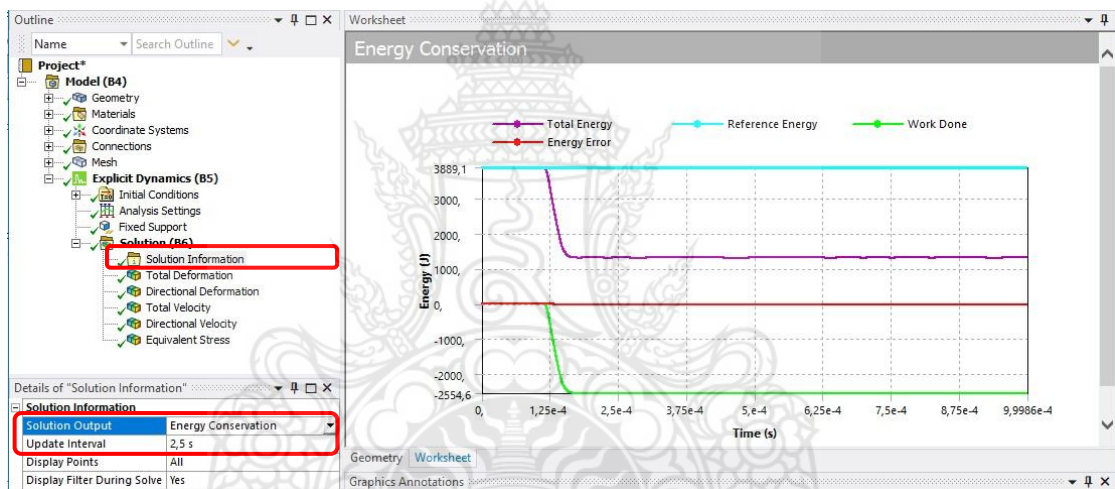 Outline
Name
Search Outline
Project*
Model (B4)
Geometry
Materials
Coordinate Systems
Connections
Mesh
Explicit Dynamics (B5)
Initial Conditions
Analysis Settings
Fixed Support
Solution (B6)
Solution Information
Total Deformation
Directional Deformation
Total Velocity
Directional Velocity
Equivalent Stress
Details of "Solution Information"
Solution Information
Solution Output Energy Conservation
Update Interval 2,5 s
Display Points All
Display Filter During Solve Yes
Worksheet
Energy Conservation
Total Energy Reference Energy Work Done
Energy Error
3889,1
3000,
2000,
1000,
0,
-1000,
-2000,
-2554,6
Energy (J)
0, 1,25e-4 2,5e-4 3,75e-4 5,e-4 6,25e-4 7,5e-4 8,75e-4 9,9986e-4
Time (s)
Geometry Worksheet
Graphics Annotations